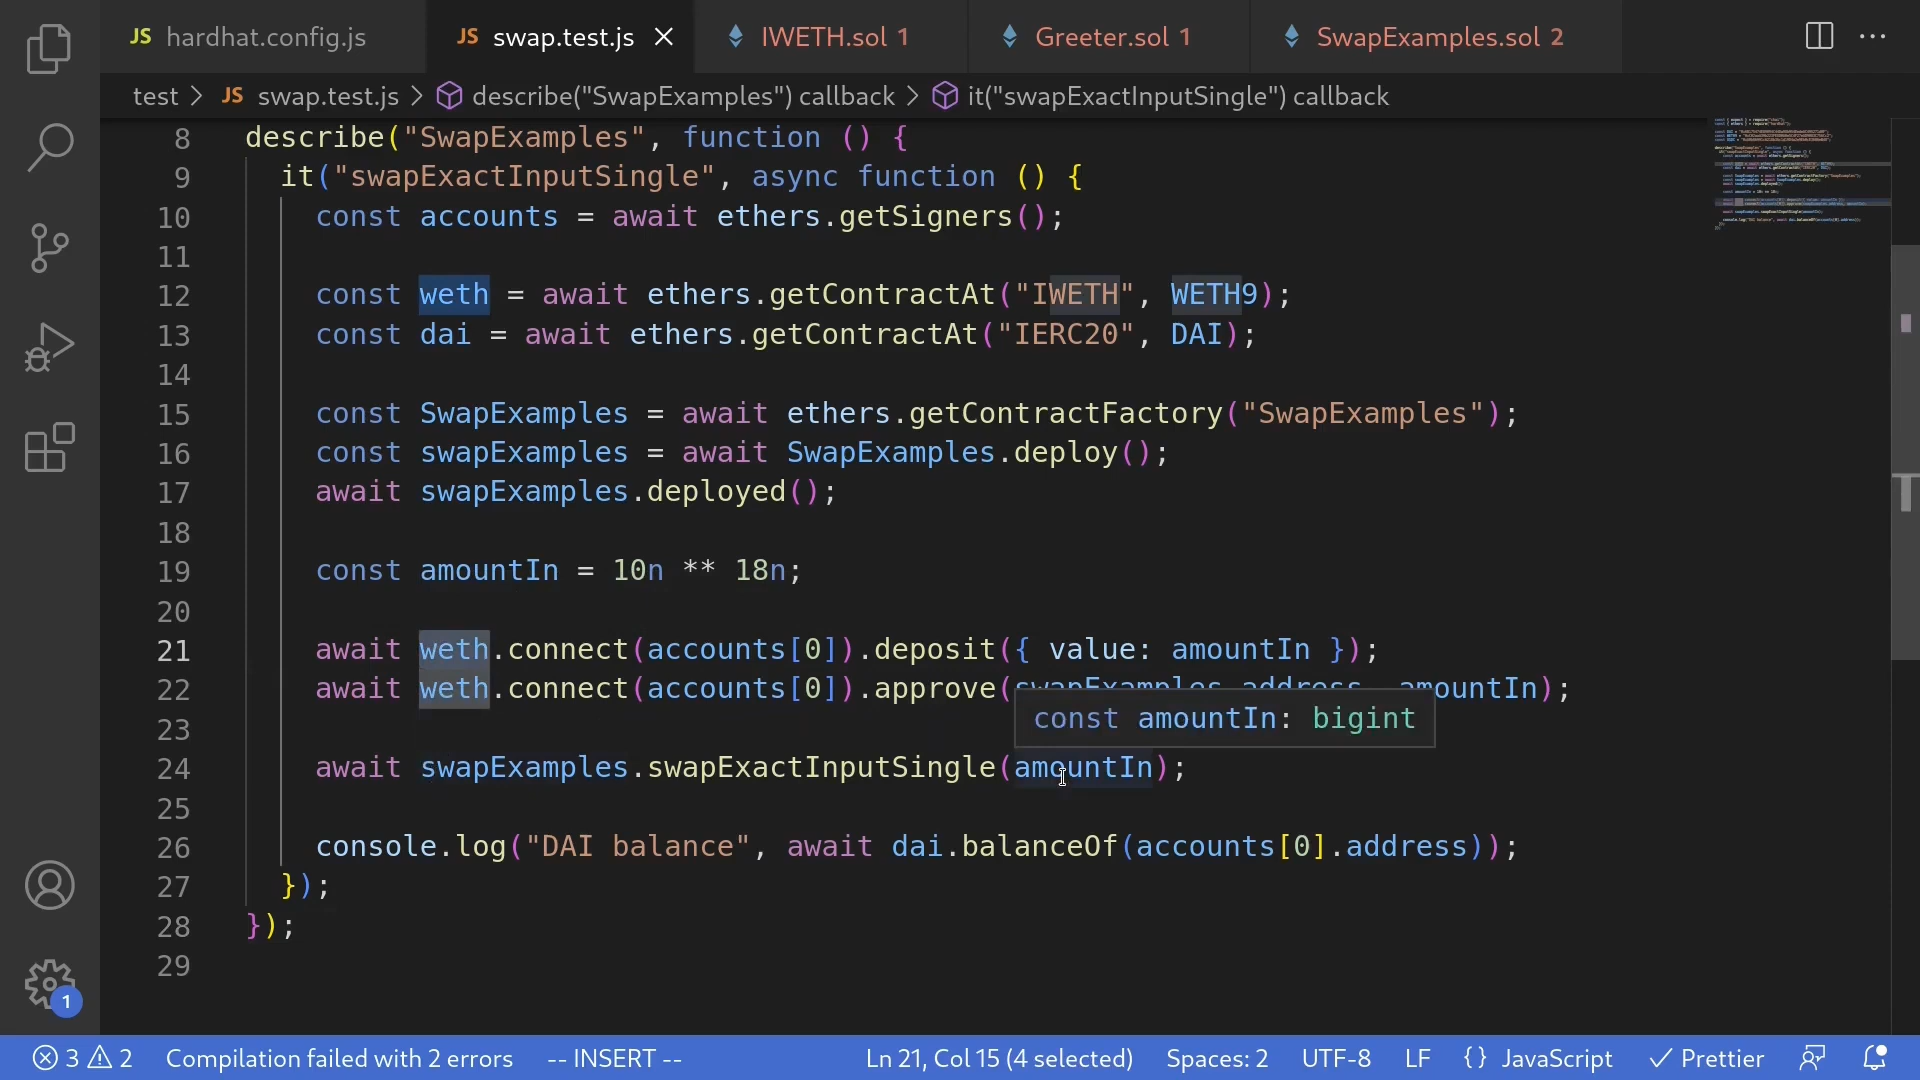 JS hardhat.config.js
JS swap.test.js
IWETH.sol 1
Greeter.sol 1
SwapExamples.sol 2
test > JS swap.test.js > describe("SwapExamples") callback > it("swapExactInputSingle") callback
8 describe("SwapExamples", function () {
9 it("swapExactInputSingle", async function () {
10 const accounts = await ethers.getSigners();
11
12 const weth = await ethers.getContractAt("IWETH", WETH9);
13 const dai = await ethers.getContractAt("IERC20", DAI);
14
15 const SwapExamples = await ethers.getContractFactory("SwapExamples");
16 const swapExamples = await SwapExamples.deploy();
17 await swapExamples.deployed();
18
19 const amountIn = 10n ** 18n;
20
21 await weth.connect(accounts[0]).deposit({ value: amountIn });
22 await weth.connect(accounts[0]).approve(swapExamples.address, amountIn);
const amountIn: bigint
23
24 await swapExamples.swapExactInputSingle(amountIn);
25
26 console.log("DAI balance", await dai.balanceOf(accounts[0].address));
27 });
28 });
29
1
3 2 Compilation failed with 2 errors -- INSERT -- Ln 21, Col 15 (4 selected) Spaces: 2 UTF-8 LF {} JavaScript Prettier